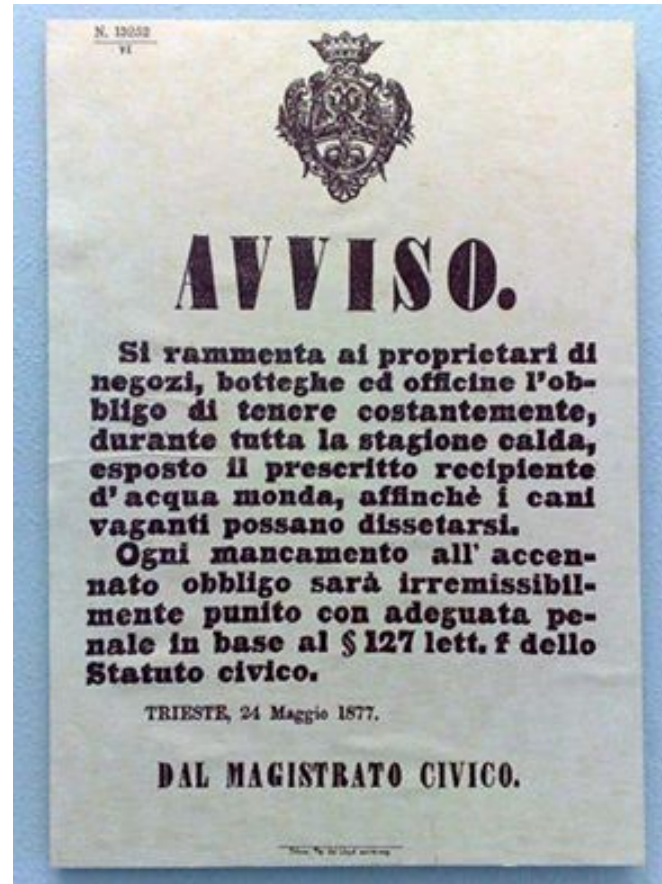 N. 13252
VI
AVVISO.
Si rammenta ai proprietari di
negozi, botteghe ed officine l'ob-
bligo di tenere costantemente,
durante tutta la stagione calda,
esposto il prescritto recipiente
d'acqua monda, affinchè i cani
vaganti possano dissetarsi.
Ogni mancamento all' accen-
nato obbligo sarà irremissibil-
mente punito con adeguata pe-
nale in base al § 127 lett. f dello
Statuto civico.
TRIESTE, 24 Maggio 1877.
DAL MAGISTRATO CIVICO.